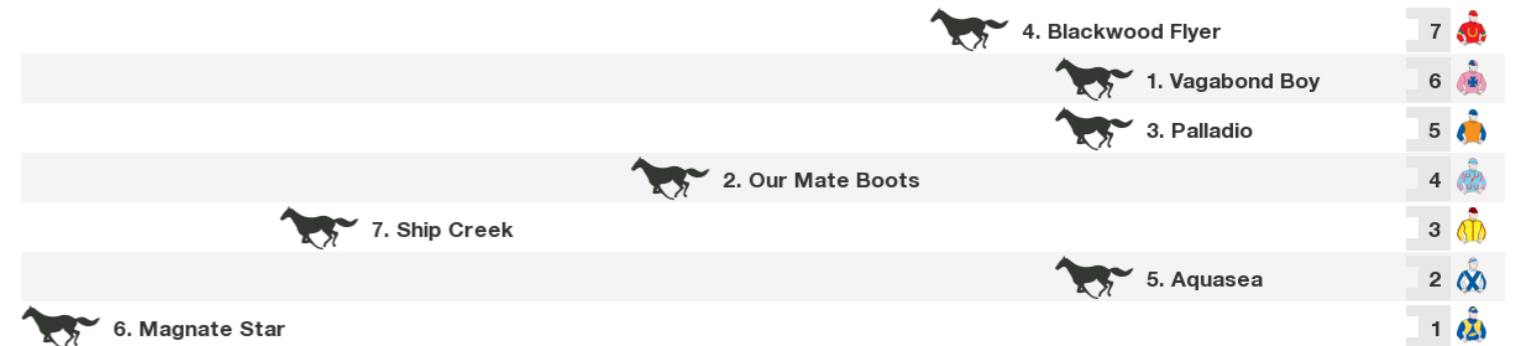 4. Blackwood Flyer 7
1. Vagabond Boy 6
3. Palladio 5
2. Our Mate Boots 4
7. Ship Creek 3
5. Aquasea 2
6. Magnate Star 1